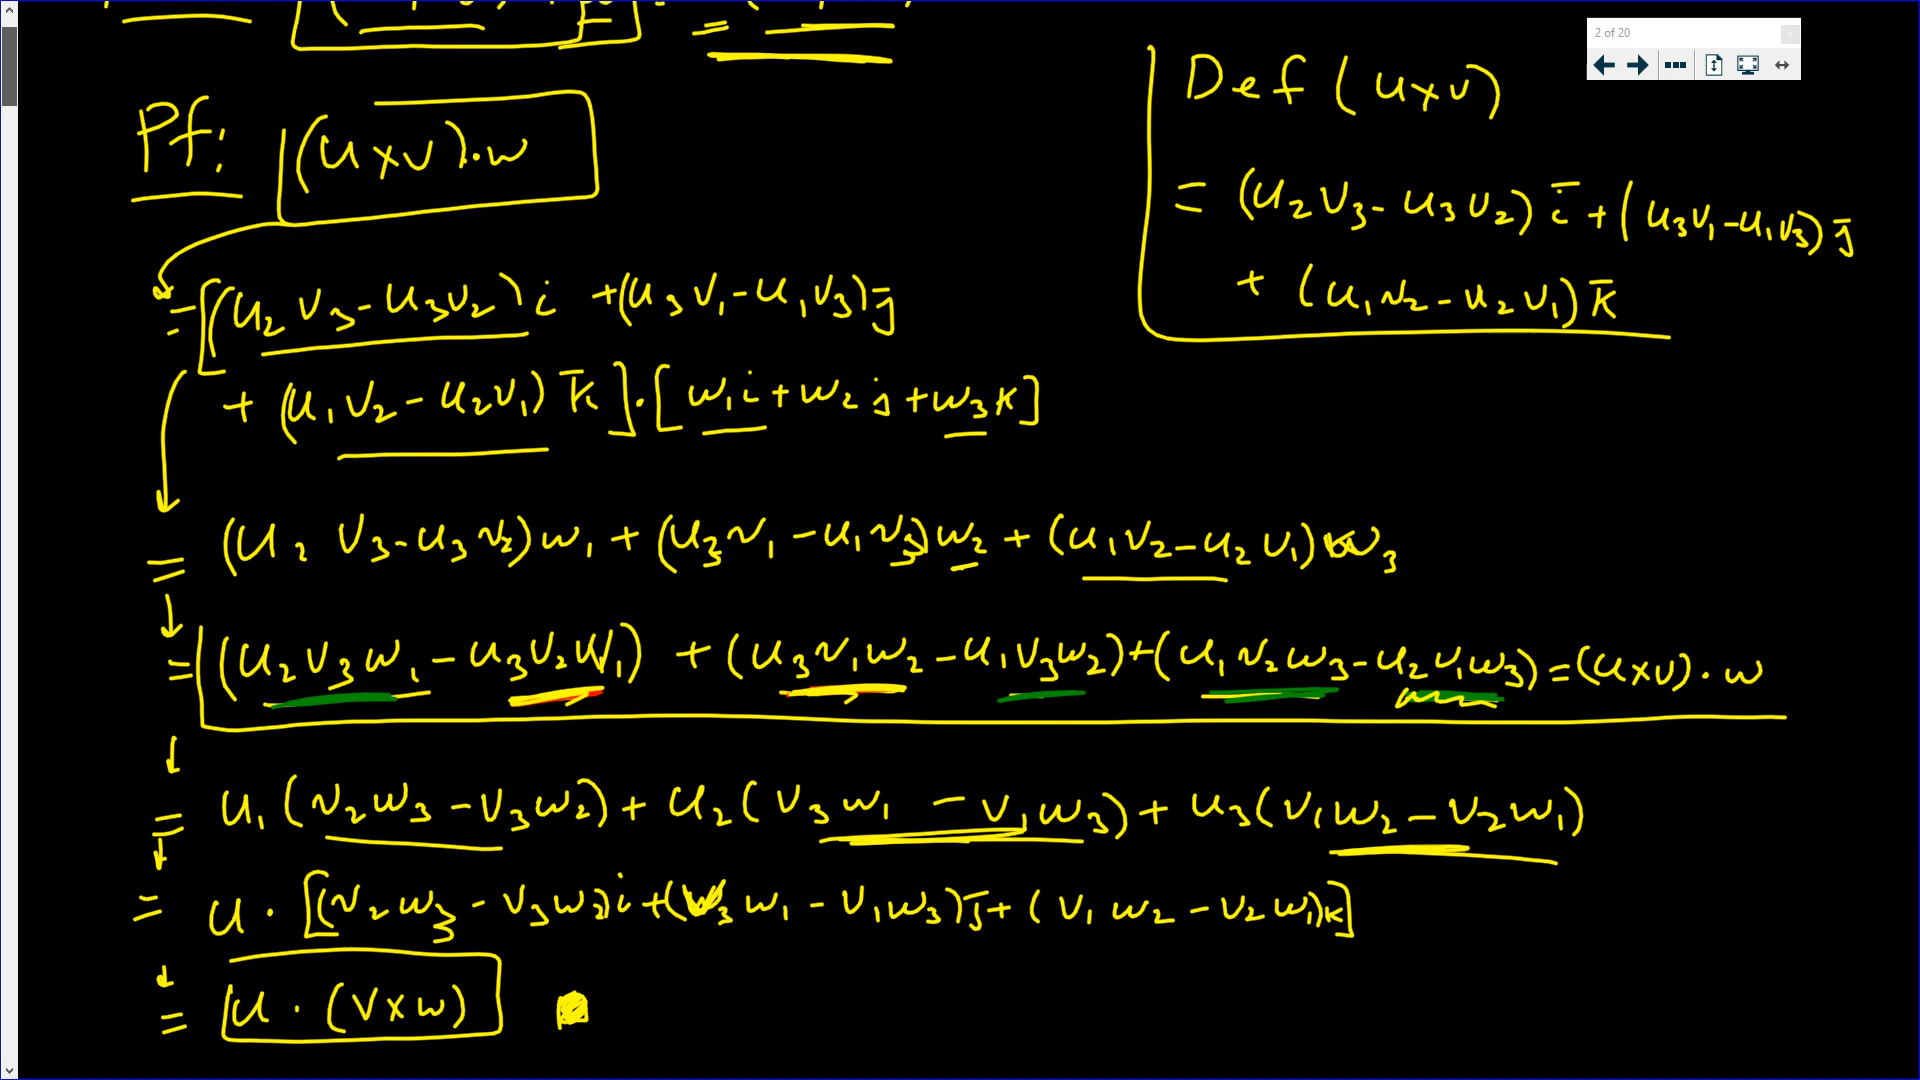 2 of 20
Def (u×v)
= (u₂v₃-u₃v₂) i̅ + (u₃v₁-u₁v₃) j̅
+ (u₁v₂-u₂v₁) k̅
Pf: (u×v)·w
= [(u₂v₃-u₃v₂)i + (u₃v₁-u₁v₃)j̅
+ (u₁v₂-u₂v₁) k̅]·[w₁i+w₂j+w₃k]
= (u₂v₃-u₃v₂)w₁ + (u₃v₁-u₁v₃)w₂ + (u₁v₂-u₂v₁)w₃
= (u₂v₃w₁-u₃v₂w₁) + (u₃v₁w₂-u₁v₃w₂) + (u₁v₂w₃-u₂v₁w₃) = (u×v)·w
= u₁(v₂w₃-v₃w₂) + u₂(v₃w₁-v₁w₃) + u₃(v₁w₂-v₂w₁)
= u·[(v₂w₃-v₃w₂)i + (v₃w₁-v₁w₃)j̅ + (v₁w₂-v₂w₁)k]
= u·(v×w)